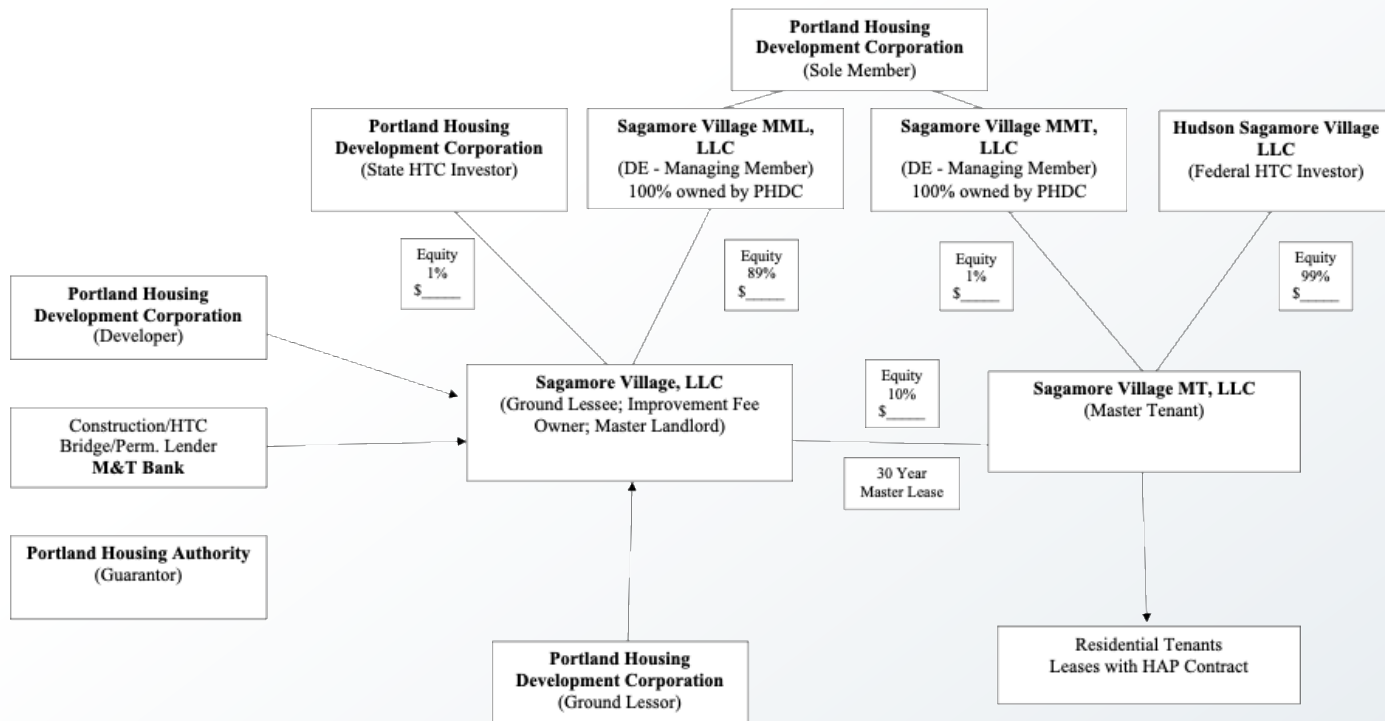 Portland Housing
Development Corporation
(Sole Member)
Portland Housing
Development Corporation
(State HTC Investor)
Sagamore Village MML,
LLC
(DE - Managing Member)
100% owned by PHDC
Sagamore Village MMT,
LLC
(DE - Managing Member)
100% owned by PHDC
Hudson Sagamore Village
LLC
(Federal HTC Investor)
Equity
1%
$_____
Equity
89%
$_____
Equity
1%
$_____
Equity
99%
$_____
Portland Housing
Development Corporation
(Developer)
Sagamore Village, LLC
(Ground Lessee; Improvement Fee
Owner; Master Landlord)
Equity
10%
$_____
Sagamore Village MT, LLC
(Master Tenant)
Construction/HTC
Bridge/Perm. Lender
M&T Bank
30 Year
Master Lease
Portland Housing Authority
(Guarantor)
Portland Housing
Development Corporation
(Ground Lessor)
Residential Tenants
Leases with HAP Contract